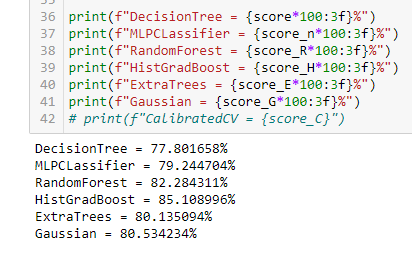 36 print(f"DecisionTree = {score*100:3f}%")
37 print(f"MLPCLassifier = {score_n*100:3f}%")
38 print(f"RandomForest = {score_R*100:3f}%")
39 print(f"HistGradBoost = {score_H*100:3f}%")
40 print(f"ExtraTrees = {score_E*100:3f}%")
41 print(f"Gaussian = {score_G*100:3f}%")
42 # print(f"CalibratedCV = {score_C}")
DecisionTree = 77.801658%
MLPCLassifier = 79.244704%
RandomForest = 82.284311%
HistGradBoost = 85.108996%
ExtraTrees = 80.135094%
Gaussian = 80.534234%